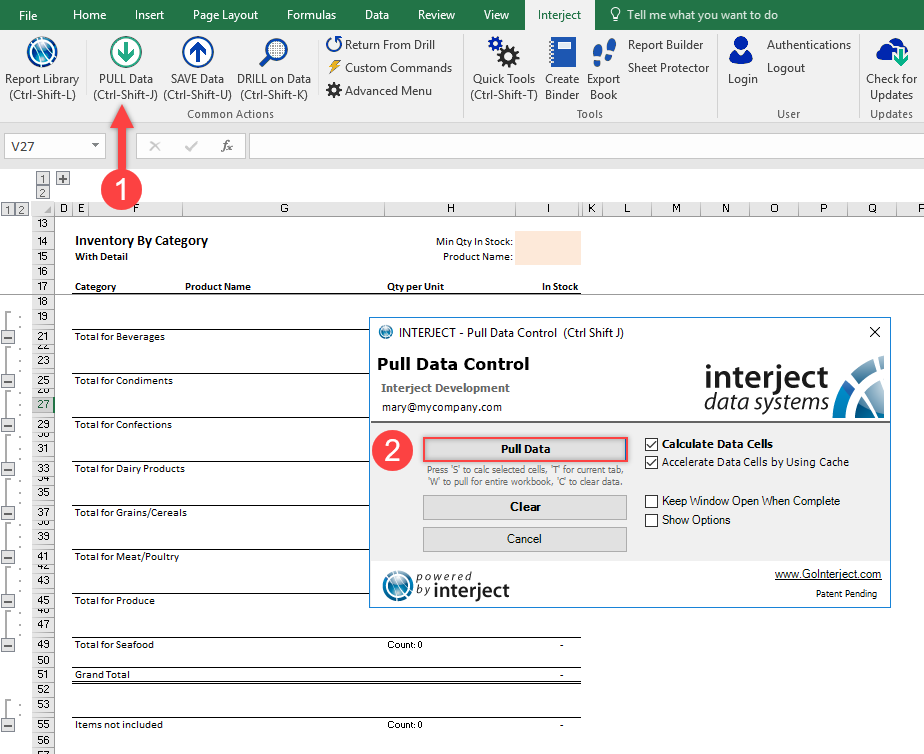 File Home Insert Page Layout Formulas Data Review View Interject Tell me what you want to do
Report Library
(Ctrl-Shift-L)
PULL Data
(Ctrl-Shift-J)
SAVE Data
(Ctrl-Shift-U)
DRILL on Data
(Ctrl-Shift-K)
Return From Drill
Custom Commands
Advanced Menu
Common Actions
Quick Tools
(Ctrl-Shift-T)
Create
Binder
Export
Book
Report Builder
Sheet Protector
Tools
Login
Authentications
Logout
User
Check for
Updates
Updates
V27 fx
1
1 +
2
1 2 D E F G H I K L M N O P Q
13
14 Inventory By Category Min Qty In Stock:
15 With Detail Product Name:
16
17 Category Product Name Qty per Unit In Stock
18
19
21 Total for Beverages
22
23
25 Total for Condiments
26
27
29 Total for Confections
30
31
33 Total for Dairy Products
34
35
37 Total for Grains/Cereals
38
39
41 Total for Meat/Poultry
42
43
45 Total for Produce
46
47
49 Total for Seafood Count: 0 -
50
51 Grand Total -
52
53
55 Items not included Count: 0 -
56
INTERJECT - Pull Data Control (Ctrl Shift J)
Pull Data Control
Interject Development
mary@mycompany.com
interject
data systems
2
Pull Data
Press 'S' to calc selected cells, 'T' for current tab,
'W' to pull for entire workbook, 'C' to clear data.
Clear
Cancel
Calculate Data Cells
Accelerate Data Cells by Using Cache
Keep Window Open When Complete
Show Options
powered
by interject
www.GoInterject.com
Patent Pending